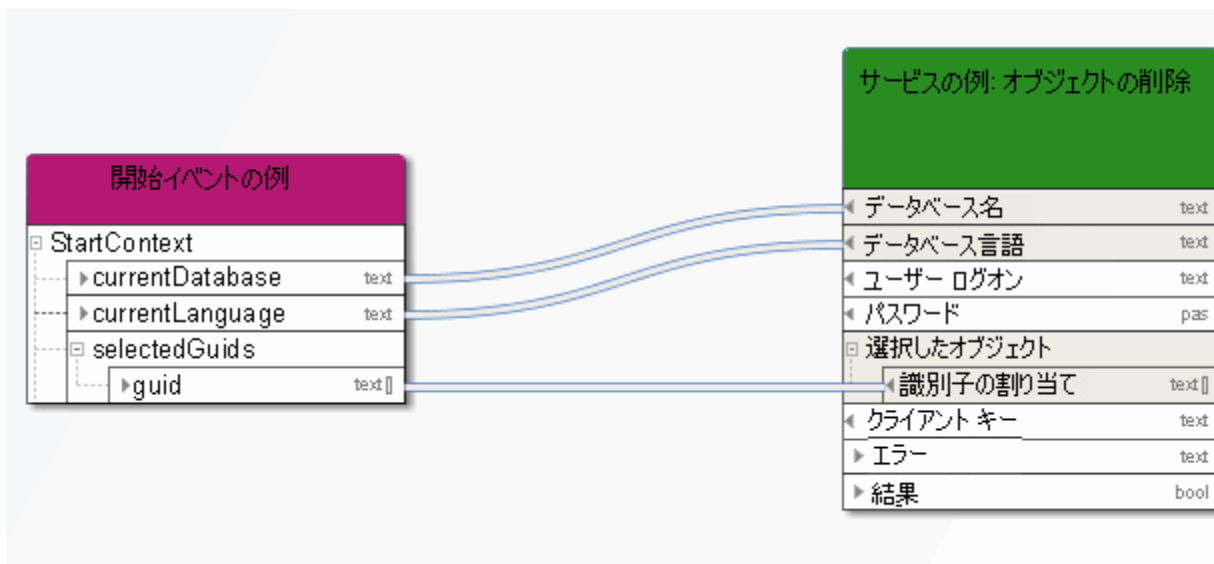 開始イベントの例
StartContext
currentDatabase text
currentLanguage text
selectedGuids
guid text[]
サービスの例: オブジェクトの削除
データベース名 text
データベース言語 text
ユーザー ログオン text
パスワード pas
選択したオブジェクト
識別子の割り当て text[]
クライアント キー text
エラー text
結果 bool